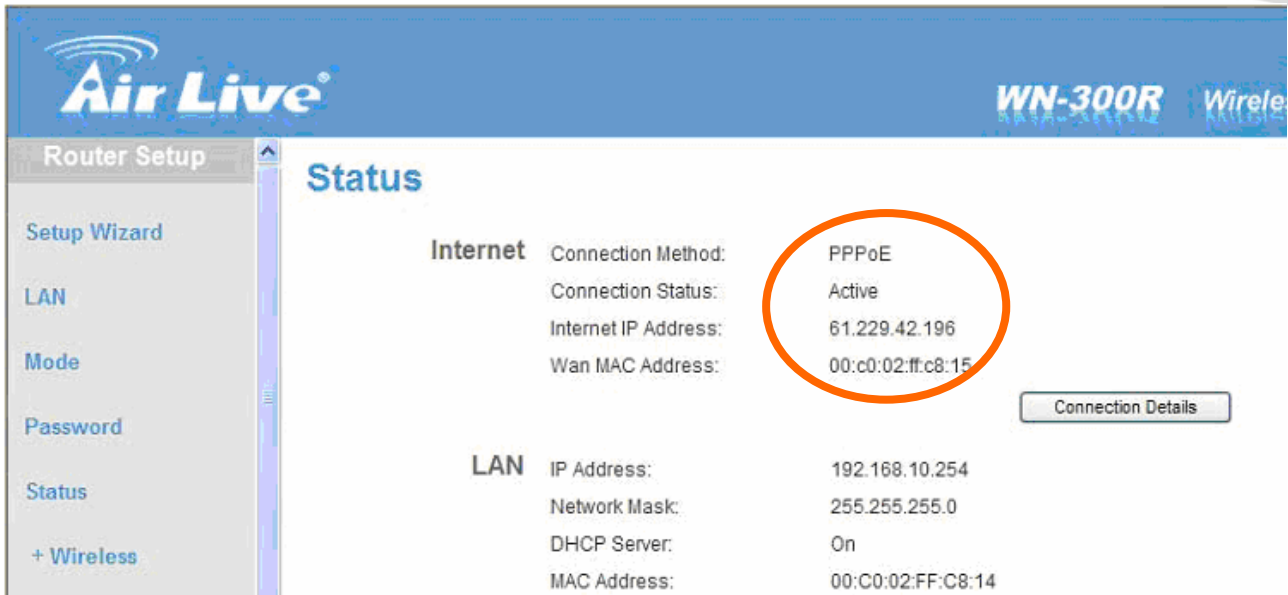 Air Live®
WN-300R Wireles
Router Setup
Status
Setup Wizard
LAN
Mode
Password
Status
+ Wireless
Internet Connection Method: PPPoE
Connection Status: Active
Internet IP Address: 61.229.42.196
Wan MAC Address: 00:c0:02:ff:c8:15
Connection Details
LAN IP Address: 192.168.10.254
Network Mask: 255.255.255.0
DHCP Server: On
MAC Address: 00:C0:02:FF:C8:14